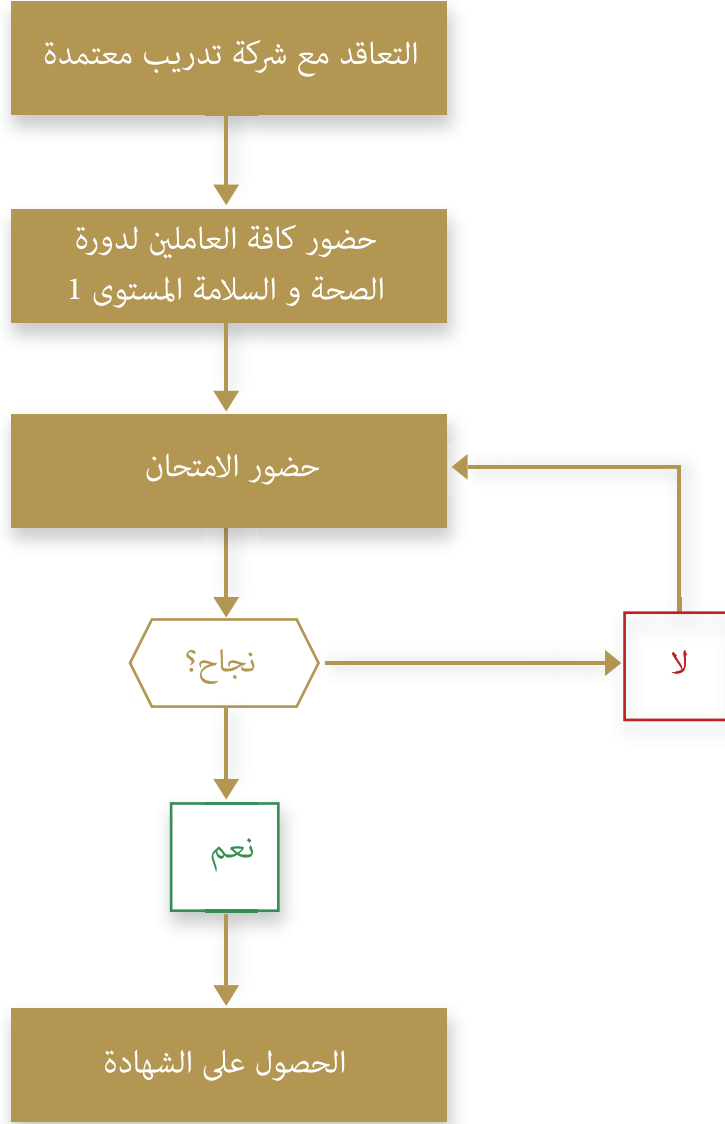 التعاقد مع شركة تدريب معتمدة
حضور كافة العاملين لدورة
الصحة و السلامة المستوى 1
حضور الامتحان
نجاح؟
لا
نعم
الحصول على الشهادة